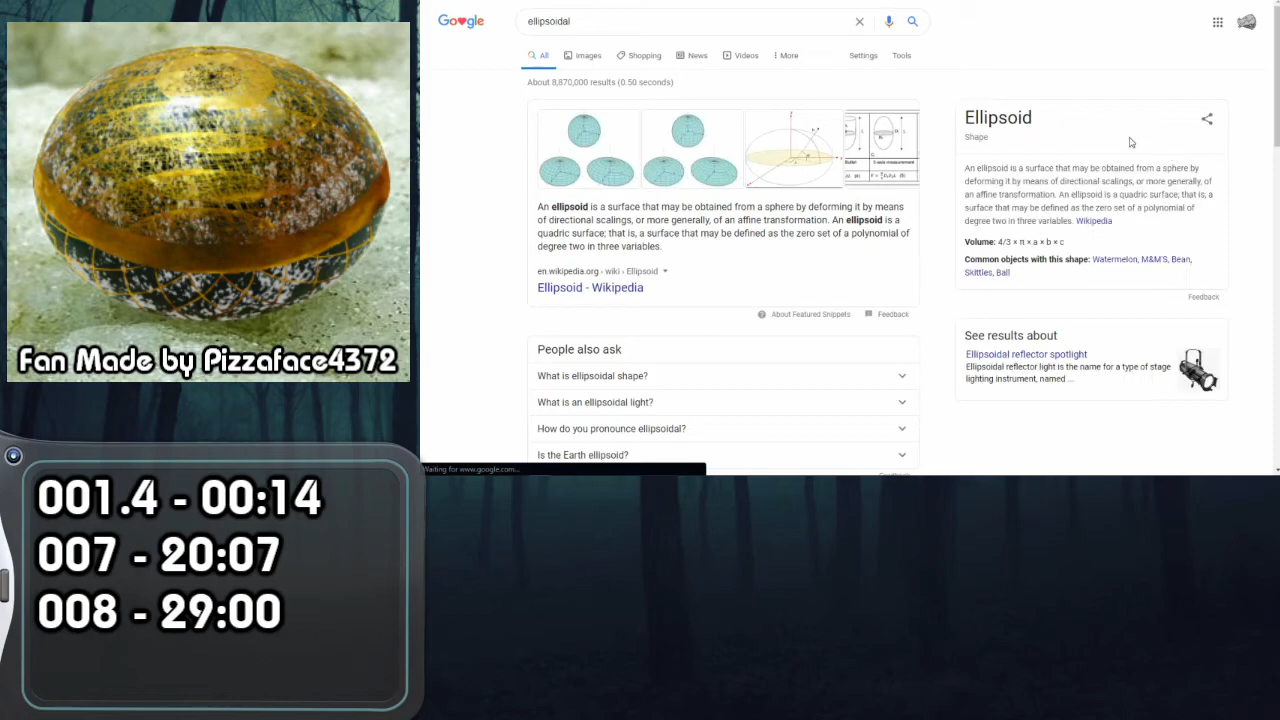 Fan Made by Pizzaface4372
001.4 - 00:14
007 - 20:07
008 - 29:00
Google
ellipsoidal
All
Images
Shopping
News
Videos
More
Settings
Tools
About 8,870,000 results (0.50 seconds)
An ellipsoid is a surface that may be obtained from a sphere by deforming it by means
of directional scalings, or more generally, of an affine transformation. An ellipsoid is a
quadric surface; that is, a surface that may be defined as the zero set of a polynomial of
degree two in three variables.
en.wikipedia.org › wiki › Ellipsoid
Ellipsoid - Wikipedia
About Featured Snippets
Feedback
People also ask
What is ellipsoidal shape?
What is an ellipsoidal light?
How do you pronounce ellipsoidal?
Is the Earth ellipsoid?
Waiting for www.google.com...
Ellipsoid
Shape
An ellipsoid is a surface that may be obtained from a sphere by
deforming it by means of directional scalings, or more generally, of
an affine transformation. An ellipsoid is a quadric surface; that is, a
surface that may be defined as the zero set of a polynomial of
degree two in three variables. Wikipedia
Volume: 4/3 × π × a × b × c
Common objects with this shape: Watermelon, M&M'S, Bean,
Skittles, Ball
Feedback
See results about
Ellipsoidal reflector spotlight
Ellipsoidal reflector light is the name for a type of stage
lighting instrument, named ...